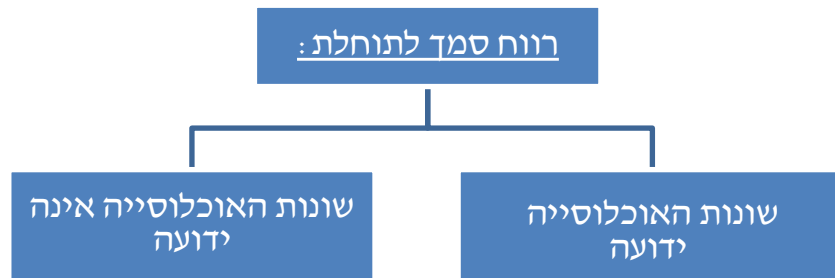 רווח סמך לתוחלת:
שונות האוכלוסייה
ידועה
שונות האוכלוסייה אינה
ידועה